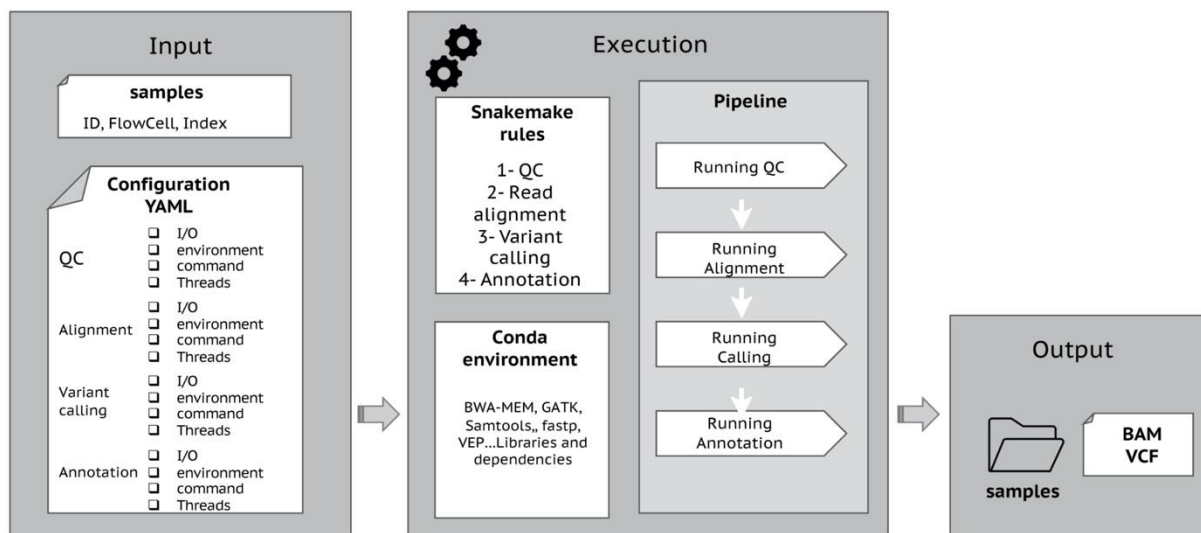 Input
samples
ID, FlowCell, Index
Configuration
YAML
QC
❑ I/O
❑ environment
❑ command
❑ Threads
Alignment
❑ I/O
❑ environment
❑ command
❑ Threads
Variant
calling
❑ I/O
❑ environment
❑ command
❑ Threads
Annotation
❑ I/O
❑ environment
❑ command
❑ Threads
Execution
Snakemake
rules
1- QC
2- Read
alignment
3- Variant
calling
4- Annotation
Conda
environment
BWA-MEM, GATK,
Samtools,, fastp,
VEP...Libraries and
dependencies
Pipeline
Running QC
Running
Alignment
Running
Calling
Running
Annotation
Output
samples
BAM
VCF